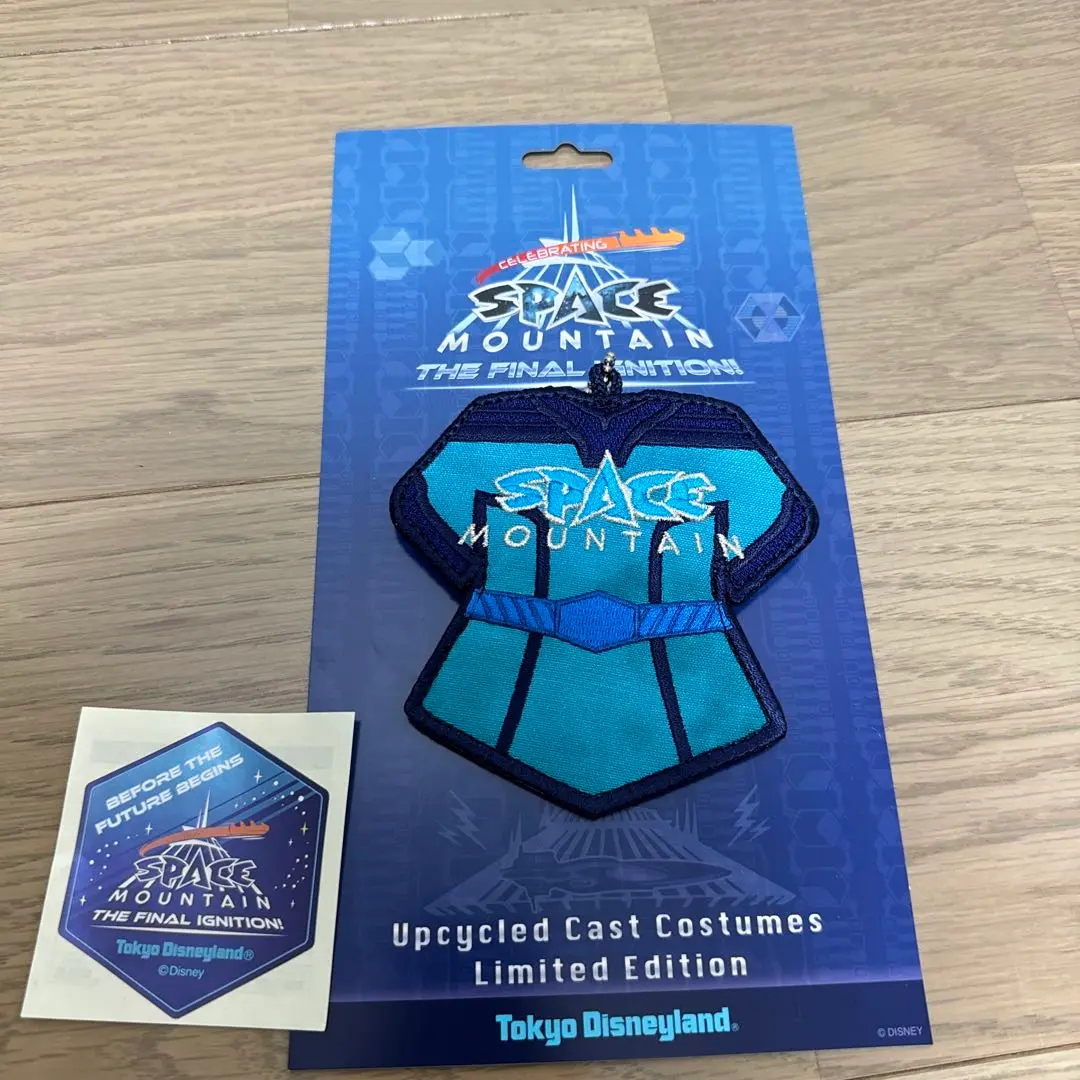 CELEBRATING
SPACE
MOUNTAIN
THE FINAL IGNITION!
SPACE
MOUNTAIN
Upcycled Cast Costumes
Limited Edition
Tokyo Disneyland®
© DISNEY
BEFORE THE
FUTURE BEGINS
SPACE
MOUNTAIN
THE FINAL IGNITION!
Tokyo Disneyland®
©Disney